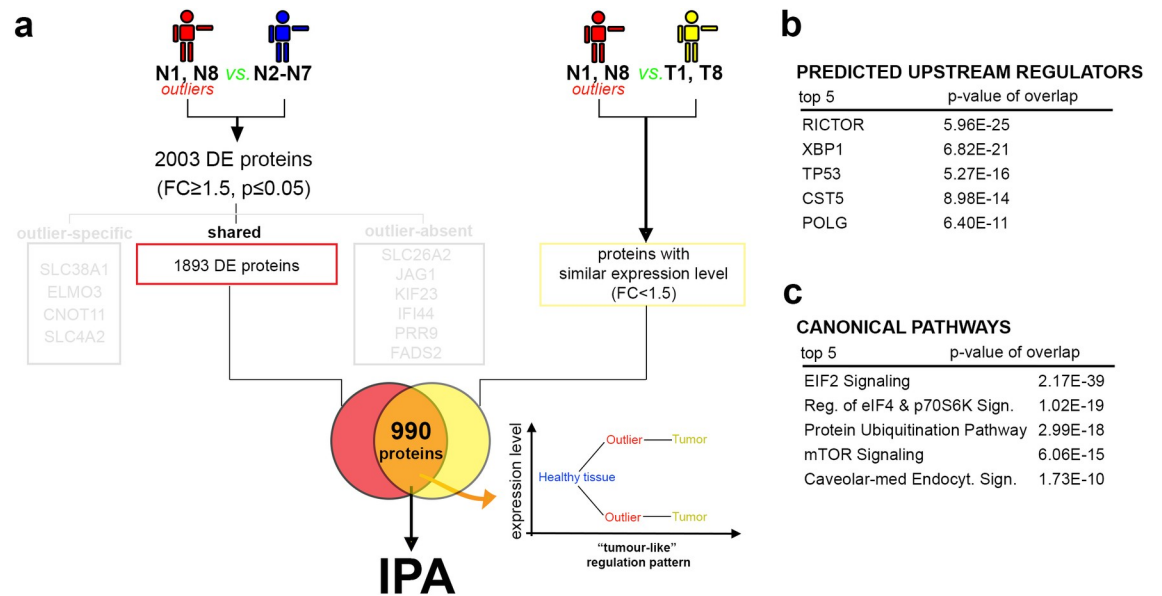 a
N1, N8 vs. N2-N7
outliers
N1, N8 vs. T1, T8
outliers
2003 DE proteins
(FC≥1.5, p≤0.05)
outlier-specific
SLC38A1
ELMO3
CNOT11
SLC4A2
shared
1893 DE proteins
outlier-absent
SLC26A2
JAG1
KIF23
IFI44
PRR9
FADS2
proteins with
similar expression level
(FC<1.5)
990
proteins
IPA
expression level
Healthy tissue
Outlier
Tumor
Outlier
Tumor
“tumour-like”
regulation pattern
b
PREDICTED UPSTREAM REGULATORS
top 5 p-value of overlap
RICTOR 5.96E-25
XBP1 6.82E-21
TP53 5.27E-16
CST5 8.98E-14
POLG 6.40E-11
c
CANONICAL PATHWAYS
top 5 p-value of overlap
EIF2 Signaling 2.17E-39
Reg. of eIF4 & p70S6K Sign. 1.02E-19
Protein Ubiquitination Pathway 2.99E-18
mTOR Signaling 6.06E-15
Caveolar-med Endocyt. Sign. 1.73E-10